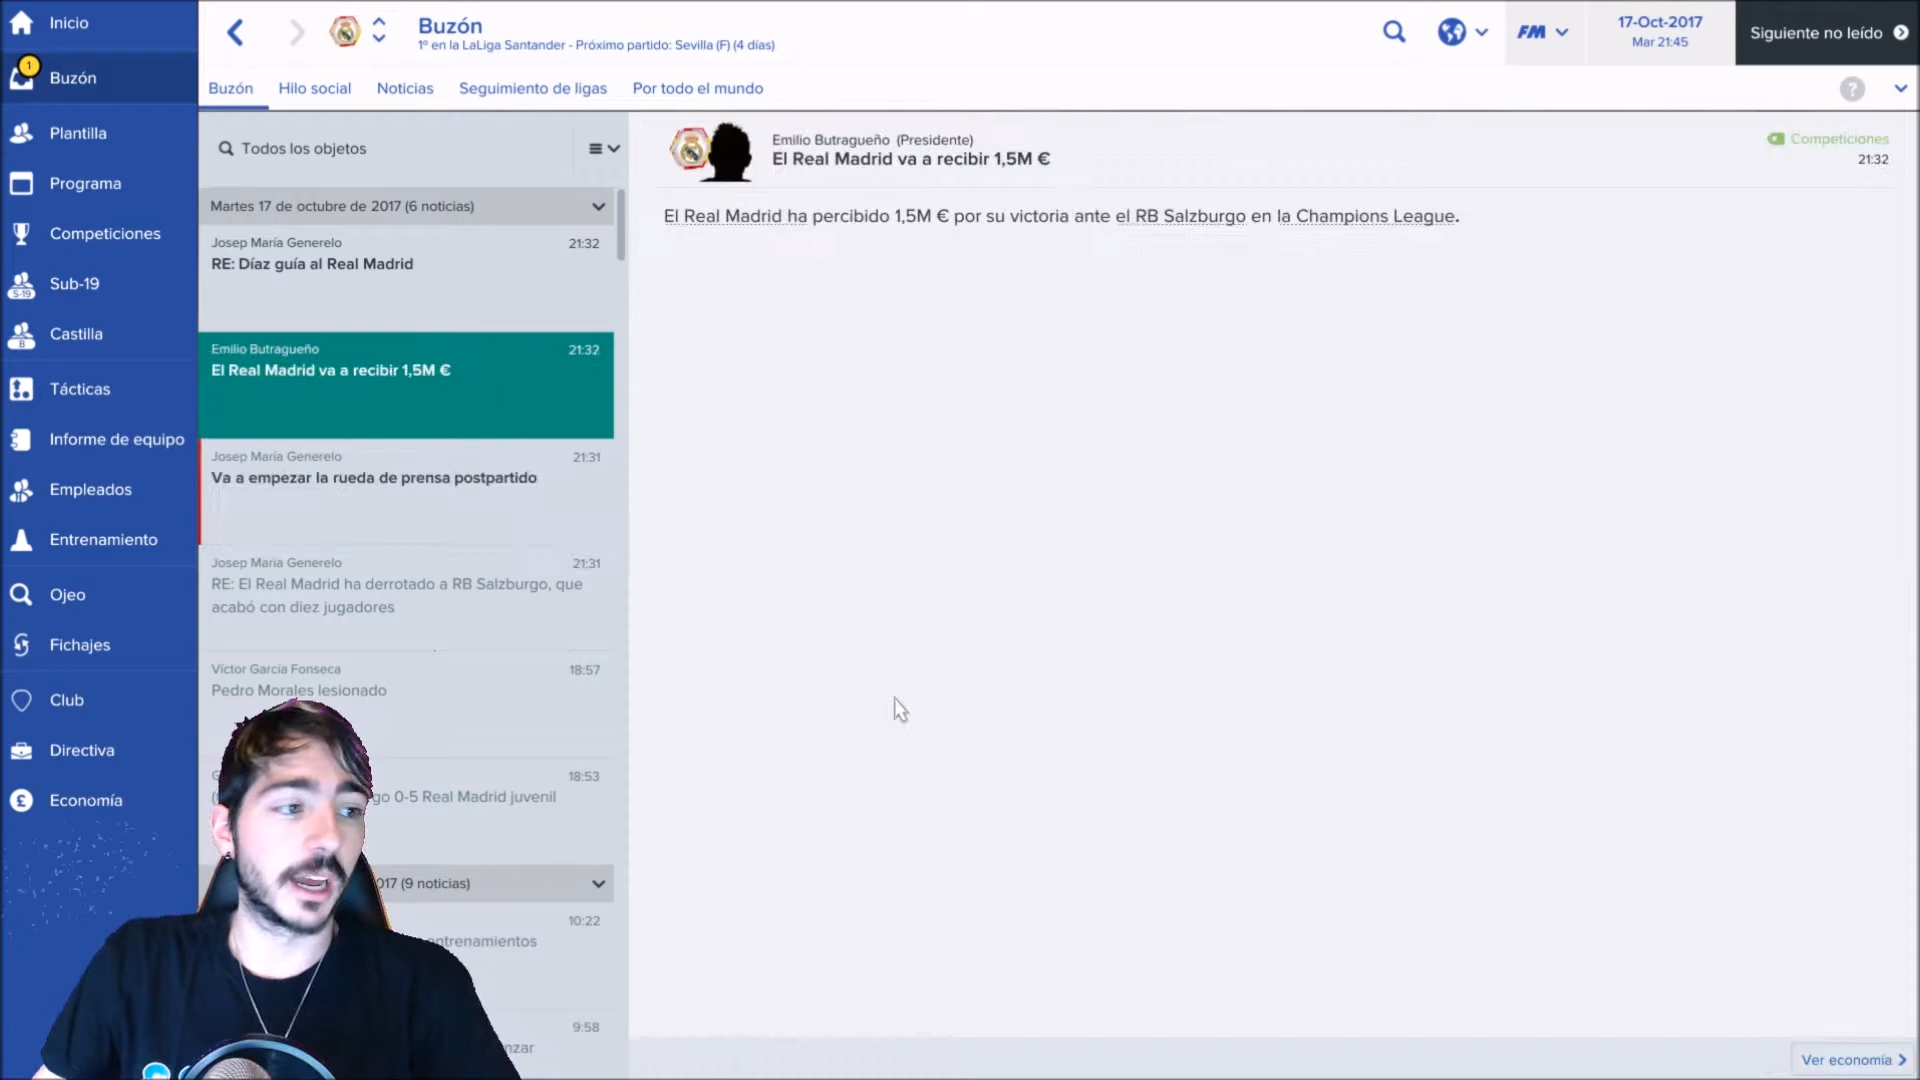 Inicio
1
Buzón
Plantilla
Programa
Competiciones
S-19
Sub-19
B
Castilla
Tácticas
Informe de equipo
Empleados
Entrenamiento
Ojeo
Fichajes
Club
Directiva
£
Economía
Buzón
1º en la LaLiga Santander - Próximo partido: Sevilla (F) (4 días)
FM
17-Oct-2017
Mar 21:45
Siguiente no leído
Buzón
Hilo social
Noticias
Seguimiento de ligas
Por todo el mundo
?
Todos los objetos
Martes 17 de octubre de 2017 (6 noticias)
Josep María Generelo
21:32
RE: Díaz guía al Real Madrid
Emilio Butragueño
21:32
El Real Madrid va a recibir 1,5M €
Josep María Generelo
21:31
Va a empezar la rueda de prensa postpartido
Josep María Generelo
21:31
RE: El Real Madrid ha derrotado a RB Salzburgo, que
acabó con diez jugadores
Víctor García Fonseca
18:57
Pedro Morales lesionado
18:53
go 0-5 Real Madrid juvenil
017 (9 noticias)
10:22
entrenamientos
9:58
nzar
Emilio Butragueño (Presidente)
El Real Madrid va a recibir 1,5M €
Competiciones
21:32
El Real Madrid ha percibido 1,5M € por su victoria ante el RB Salzburgo en la Champions League.
Ver economía